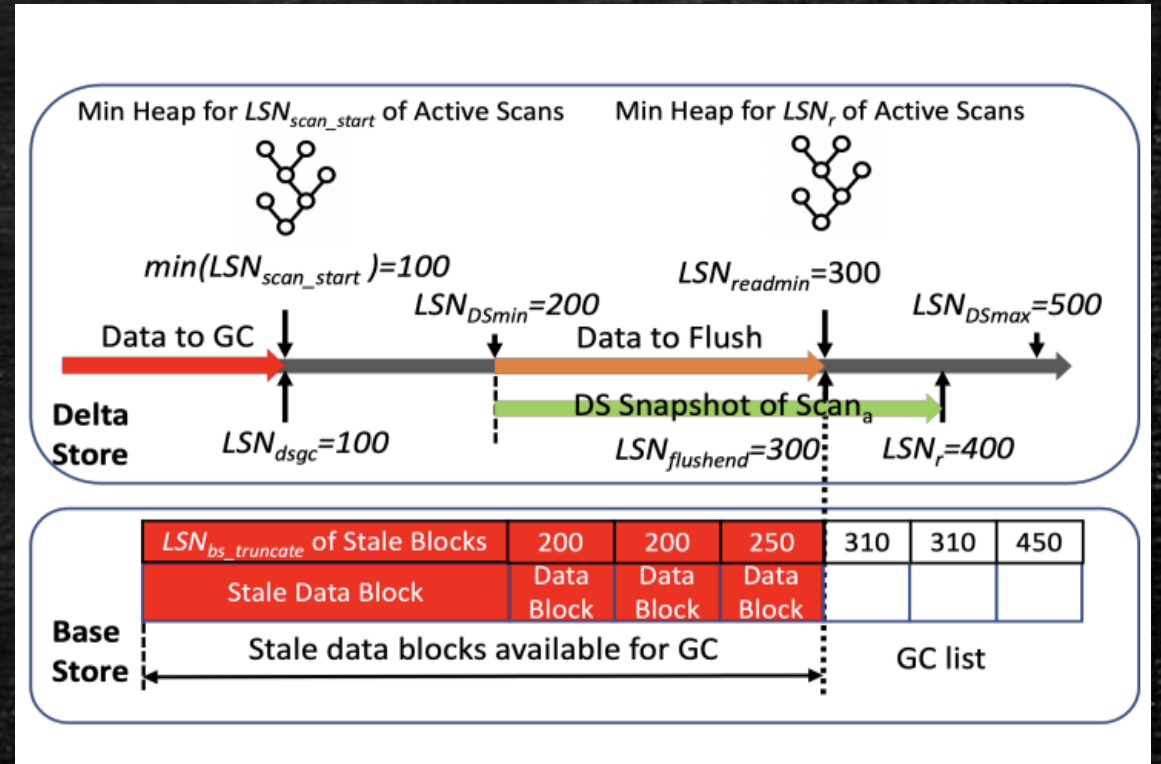 Min Heap for LSNscan_start of Active Scans
Min Heap for LSNr of Active Scans
min(LSNscan_start )=100
LSNreadmin=300
LSNDSmin=200
LSNDSmax=500
Data to GC
Data to Flush
DS Snapshot of Scana
Delta
Store
LSNdsgc=100
LSNflushend=300
LSNr=400
LSNbs_truncate of Stale Blocks 200 200 250 310 310 450
Stale Data Block
Data
Block
Data
Block
Data
Block
Base
Store
Stale data blocks available for GC
GC list